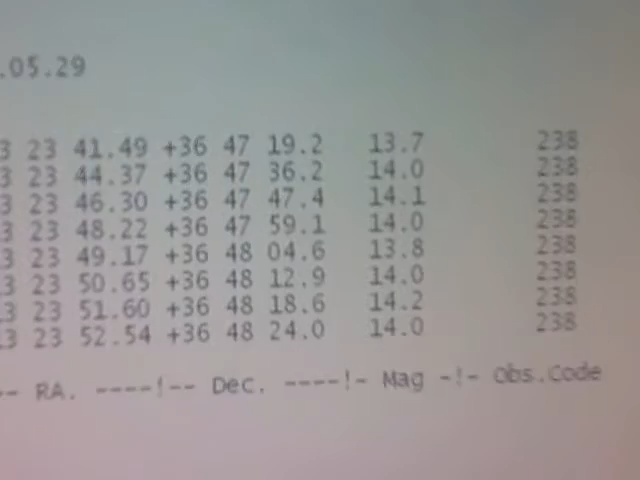 .05.29
3 23 41.49 +36 47 19.2 13.7 238
3 23 44.37 +36 47 36.2 14.0 238
3 23 46.30 +36 47 47.4 14.1 238
3 23 48.22 +36 47 59.1 14.0 238
3 23 49.17 +36 48 04.6 13.8 238
3 23 50.65 +36 48 12.9 14.0 238
3 23 51.60 +36 48 18.6 14.2 238
13 23 52.54 +36 48 24.0 14.0 238
-- RA. ----!-- Dec. ----!- Mag -!- Obs.Code